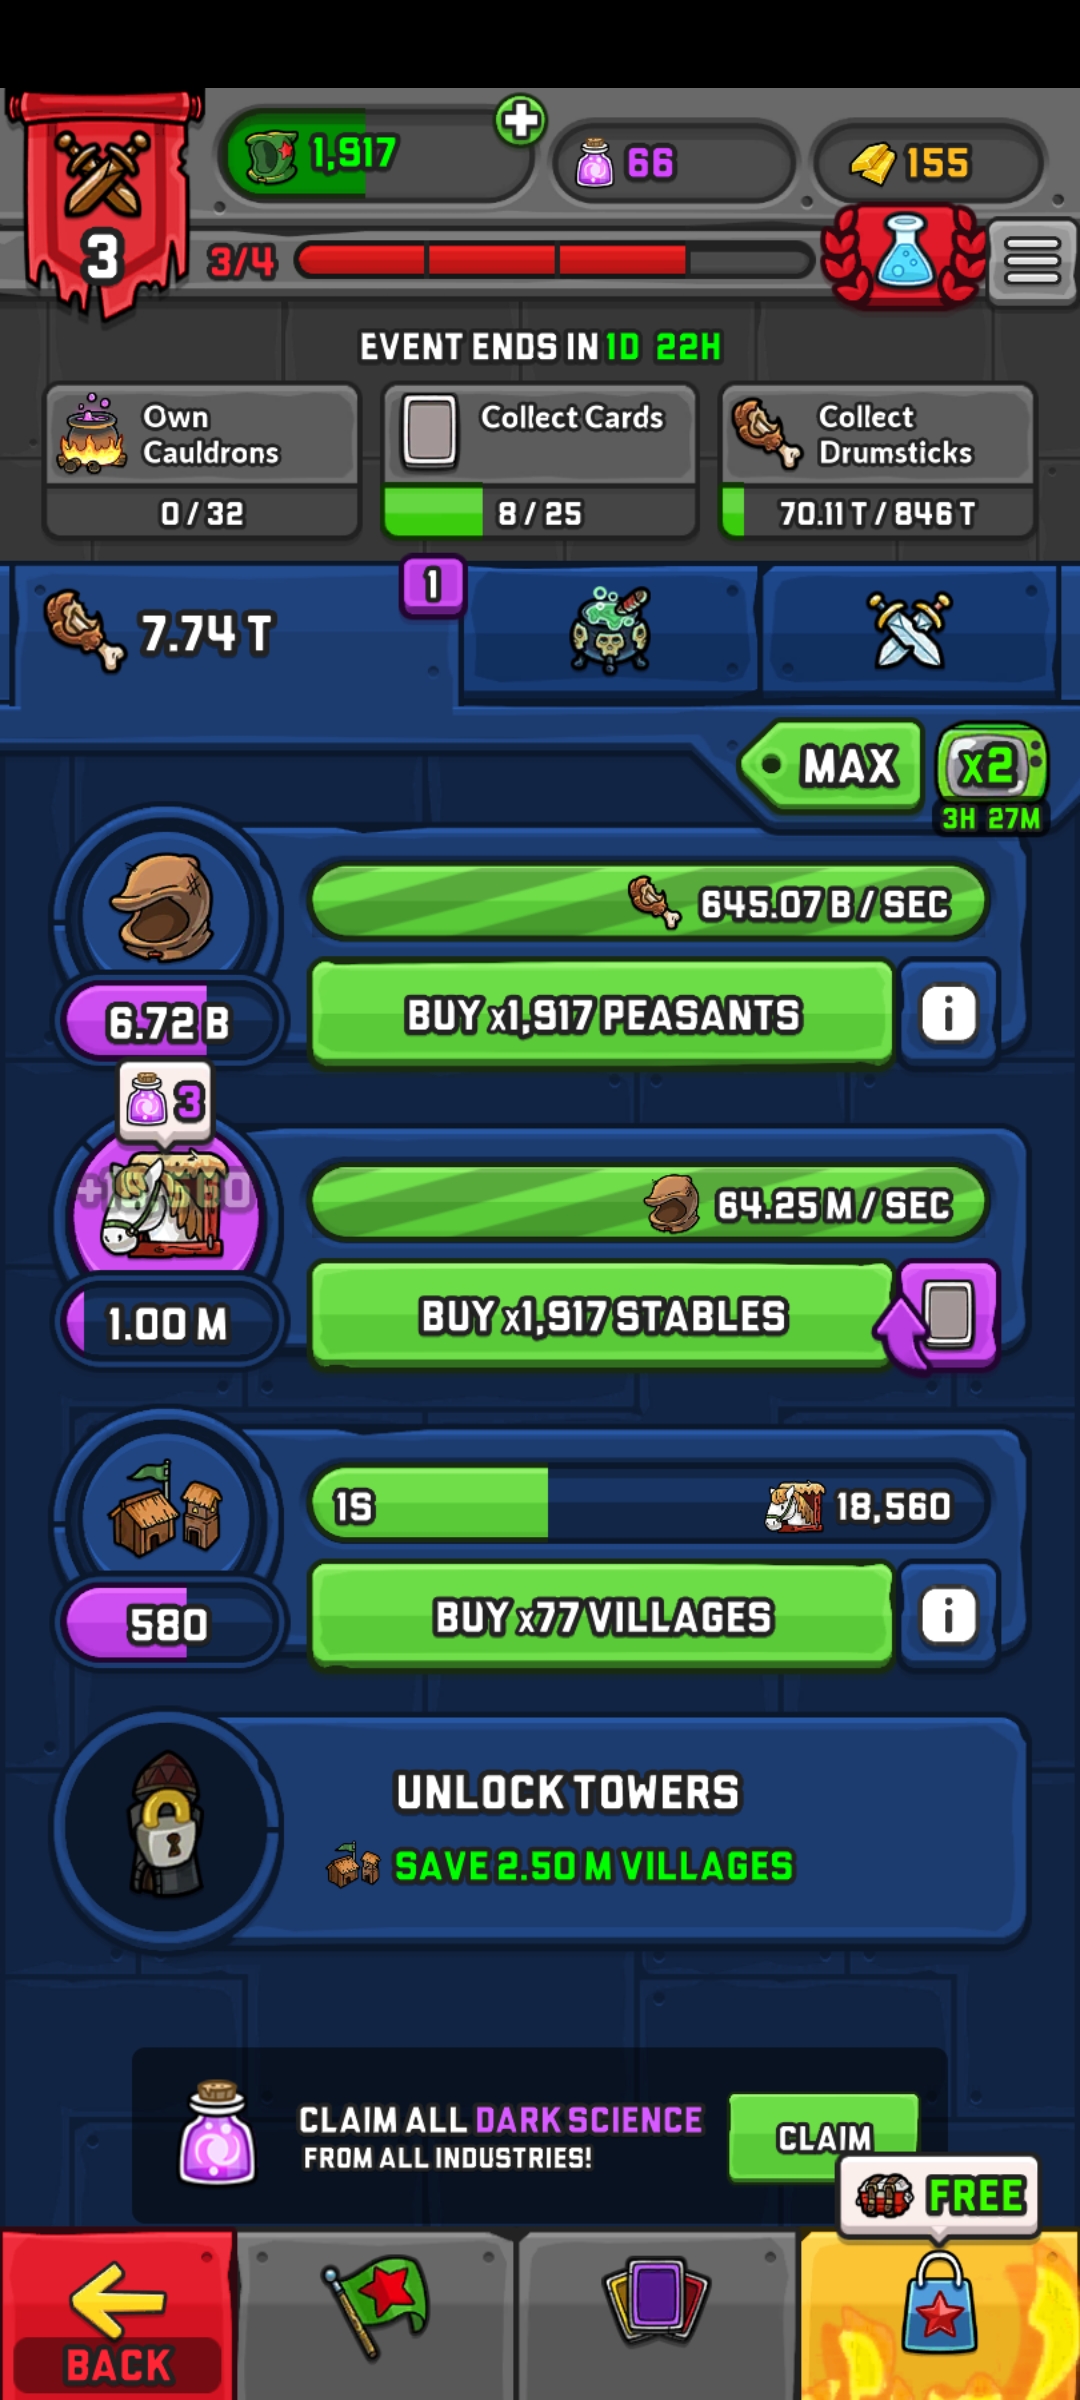 1,917
66
155
3
3/4
EVENT ENDS IN 1D 22H
Own
Cauldrons
0 / 32
Collect Cards
8 / 25
Collect
Drumsticks
70.11 T / 846 T
7.74 T
1
MAX
x2
3H 27M
645.07 B / SEC
6.72 B
BUY x1,917 PEASANTS
3
64.25 M / SEC
1.00 M
BUY x1,917 STABLES
1S
18,560
580
BUY x77 VILLAGES
UNLOCK TOWERS
SAVE 2.50 M VILLAGES
CLAIM ALL DARK SCIENCE
FROM ALL INDUSTRIES!
CLAIM
FREE
BACK